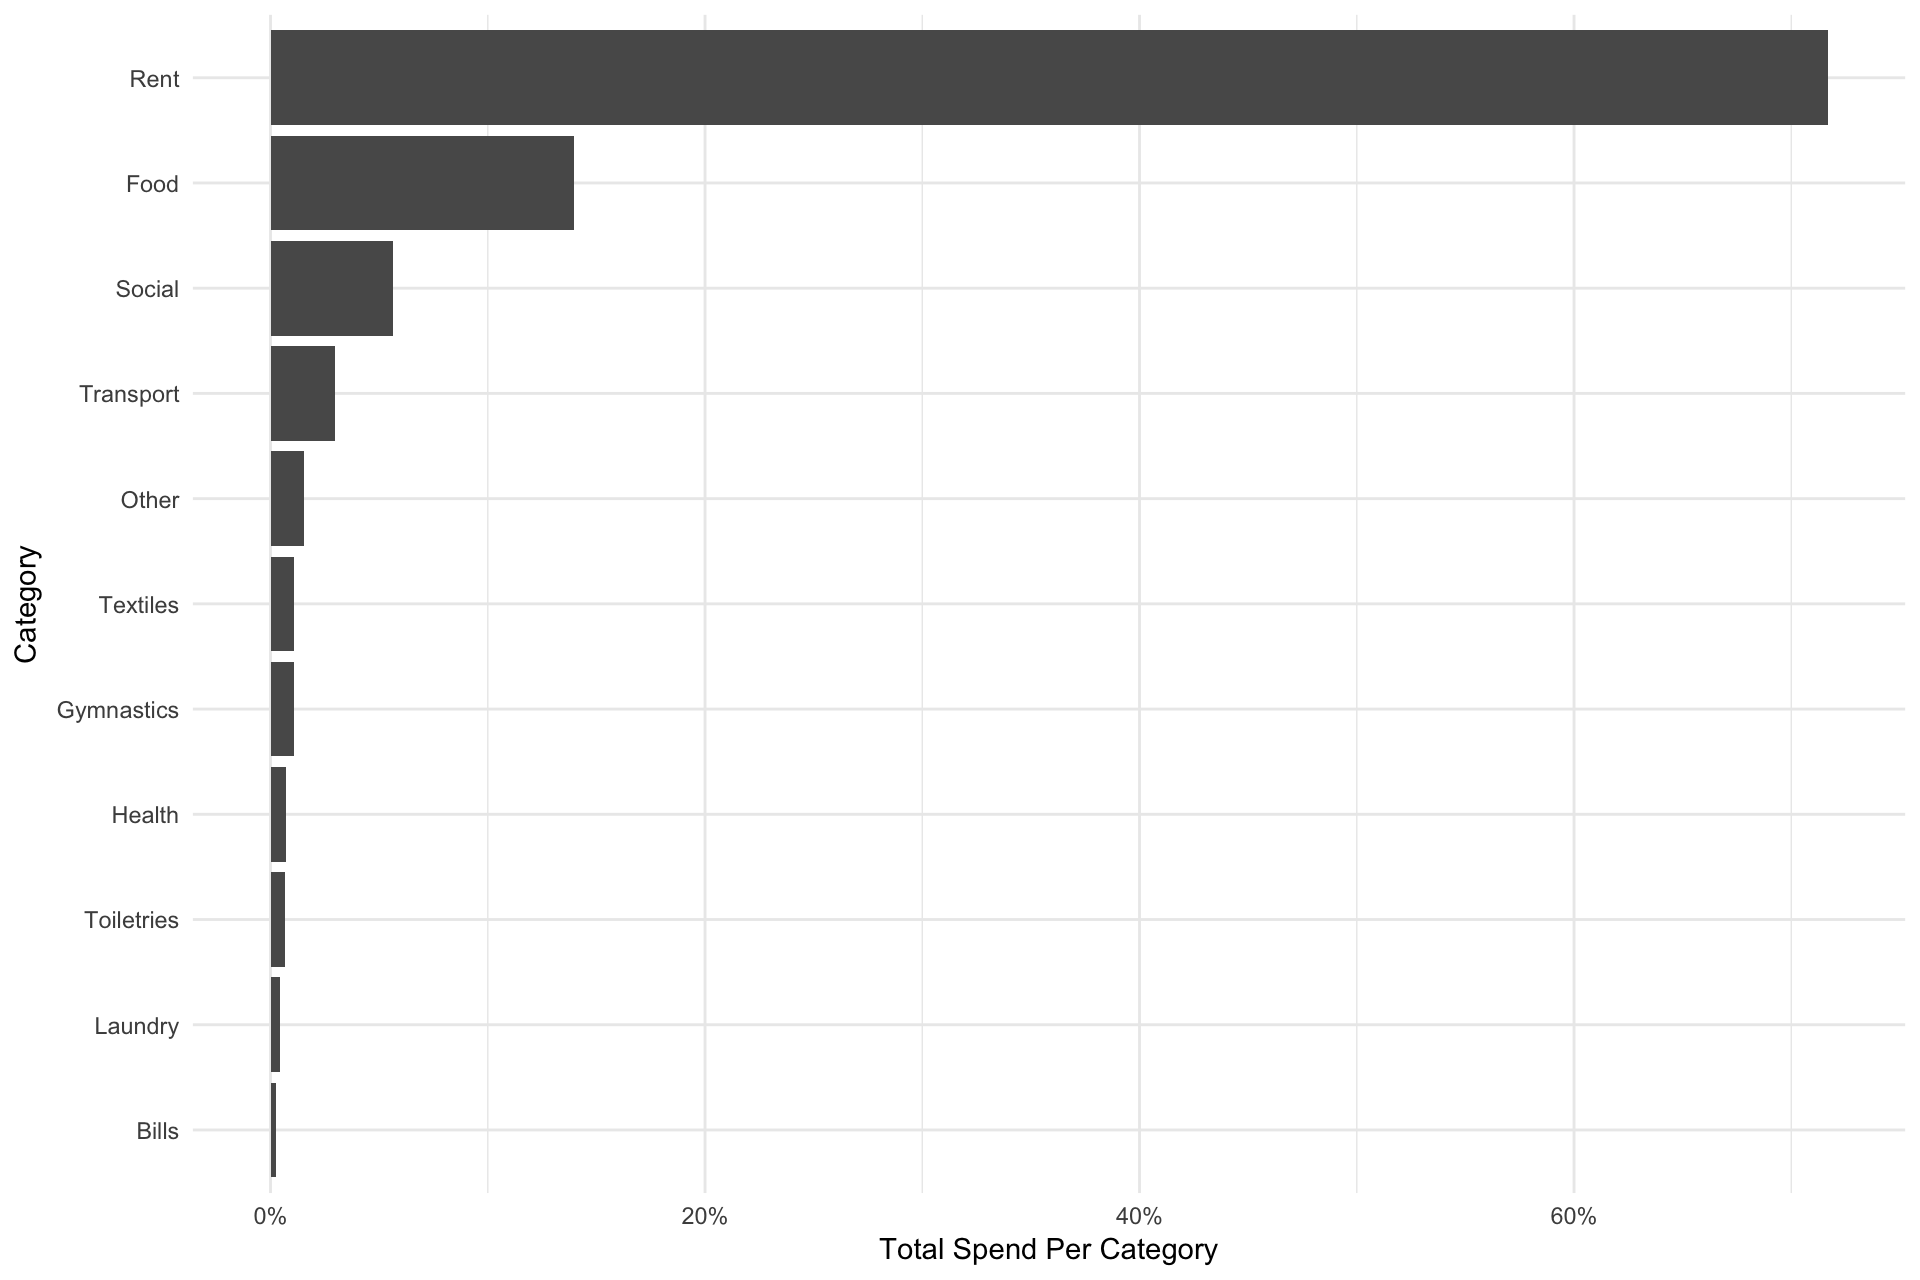 Category
Rent
Food
Social
Transport
Other
Textiles
Gymnastics
Health
Toiletries
Laundry
Bills
0% 20% 40% 60%
Total Spend Per Category